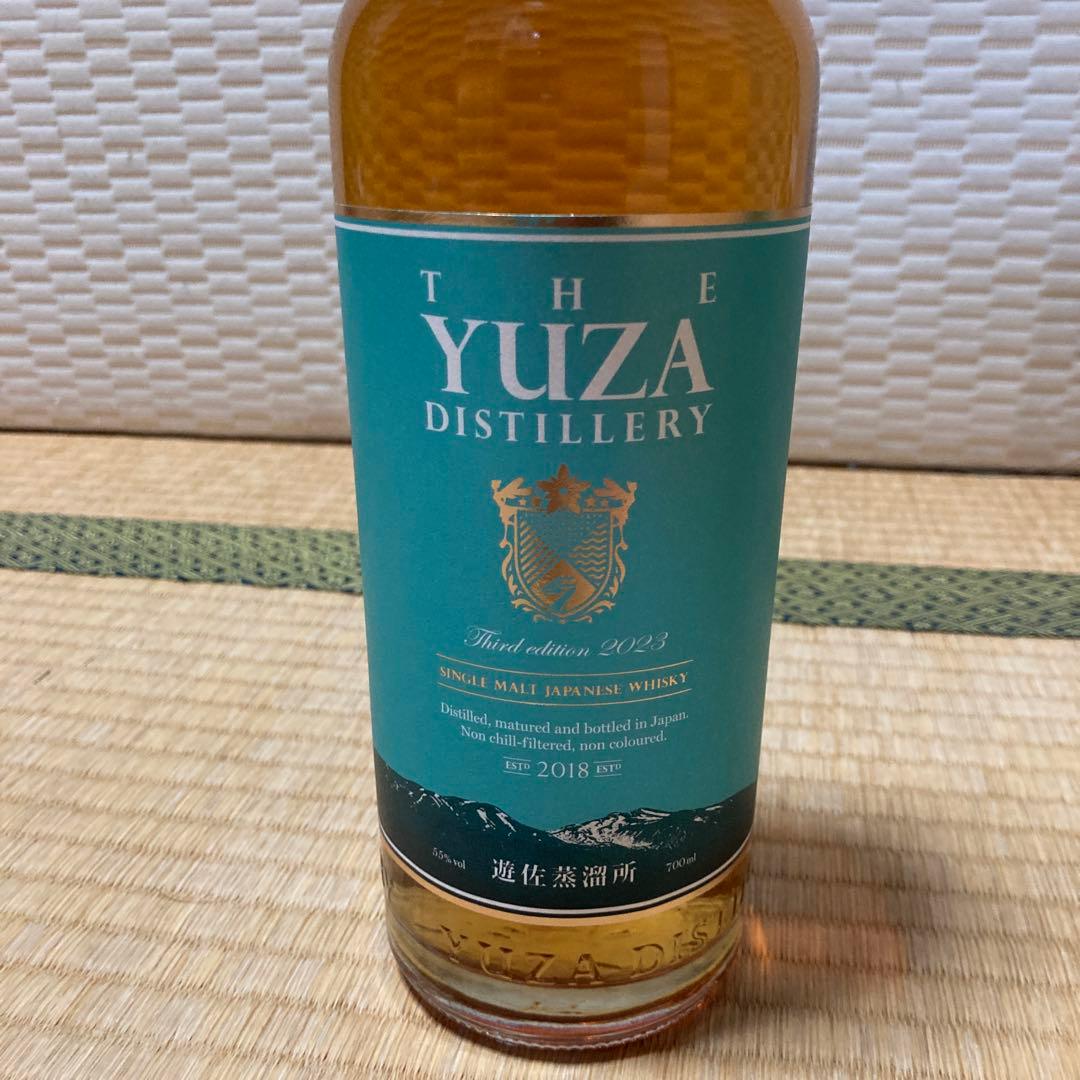 THE
YUZA
DISTILLERY
Third edition 2023
SINGLE MALT JAPANESE WHISKY
Distilled, matured and bottled in Japan.
Non chill-filtered, non coloured.
ESTD 2018 ESTD
55% vol 遊佐蒸溜所 700ml
YUZA DIST